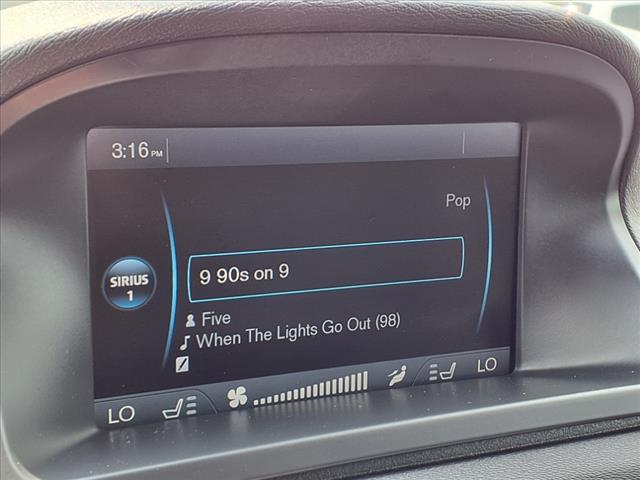 3:16 PM
Pop
SIRIUS
1
9 90s on 9
Five
When The Lights Go Out (98)
LO
LO